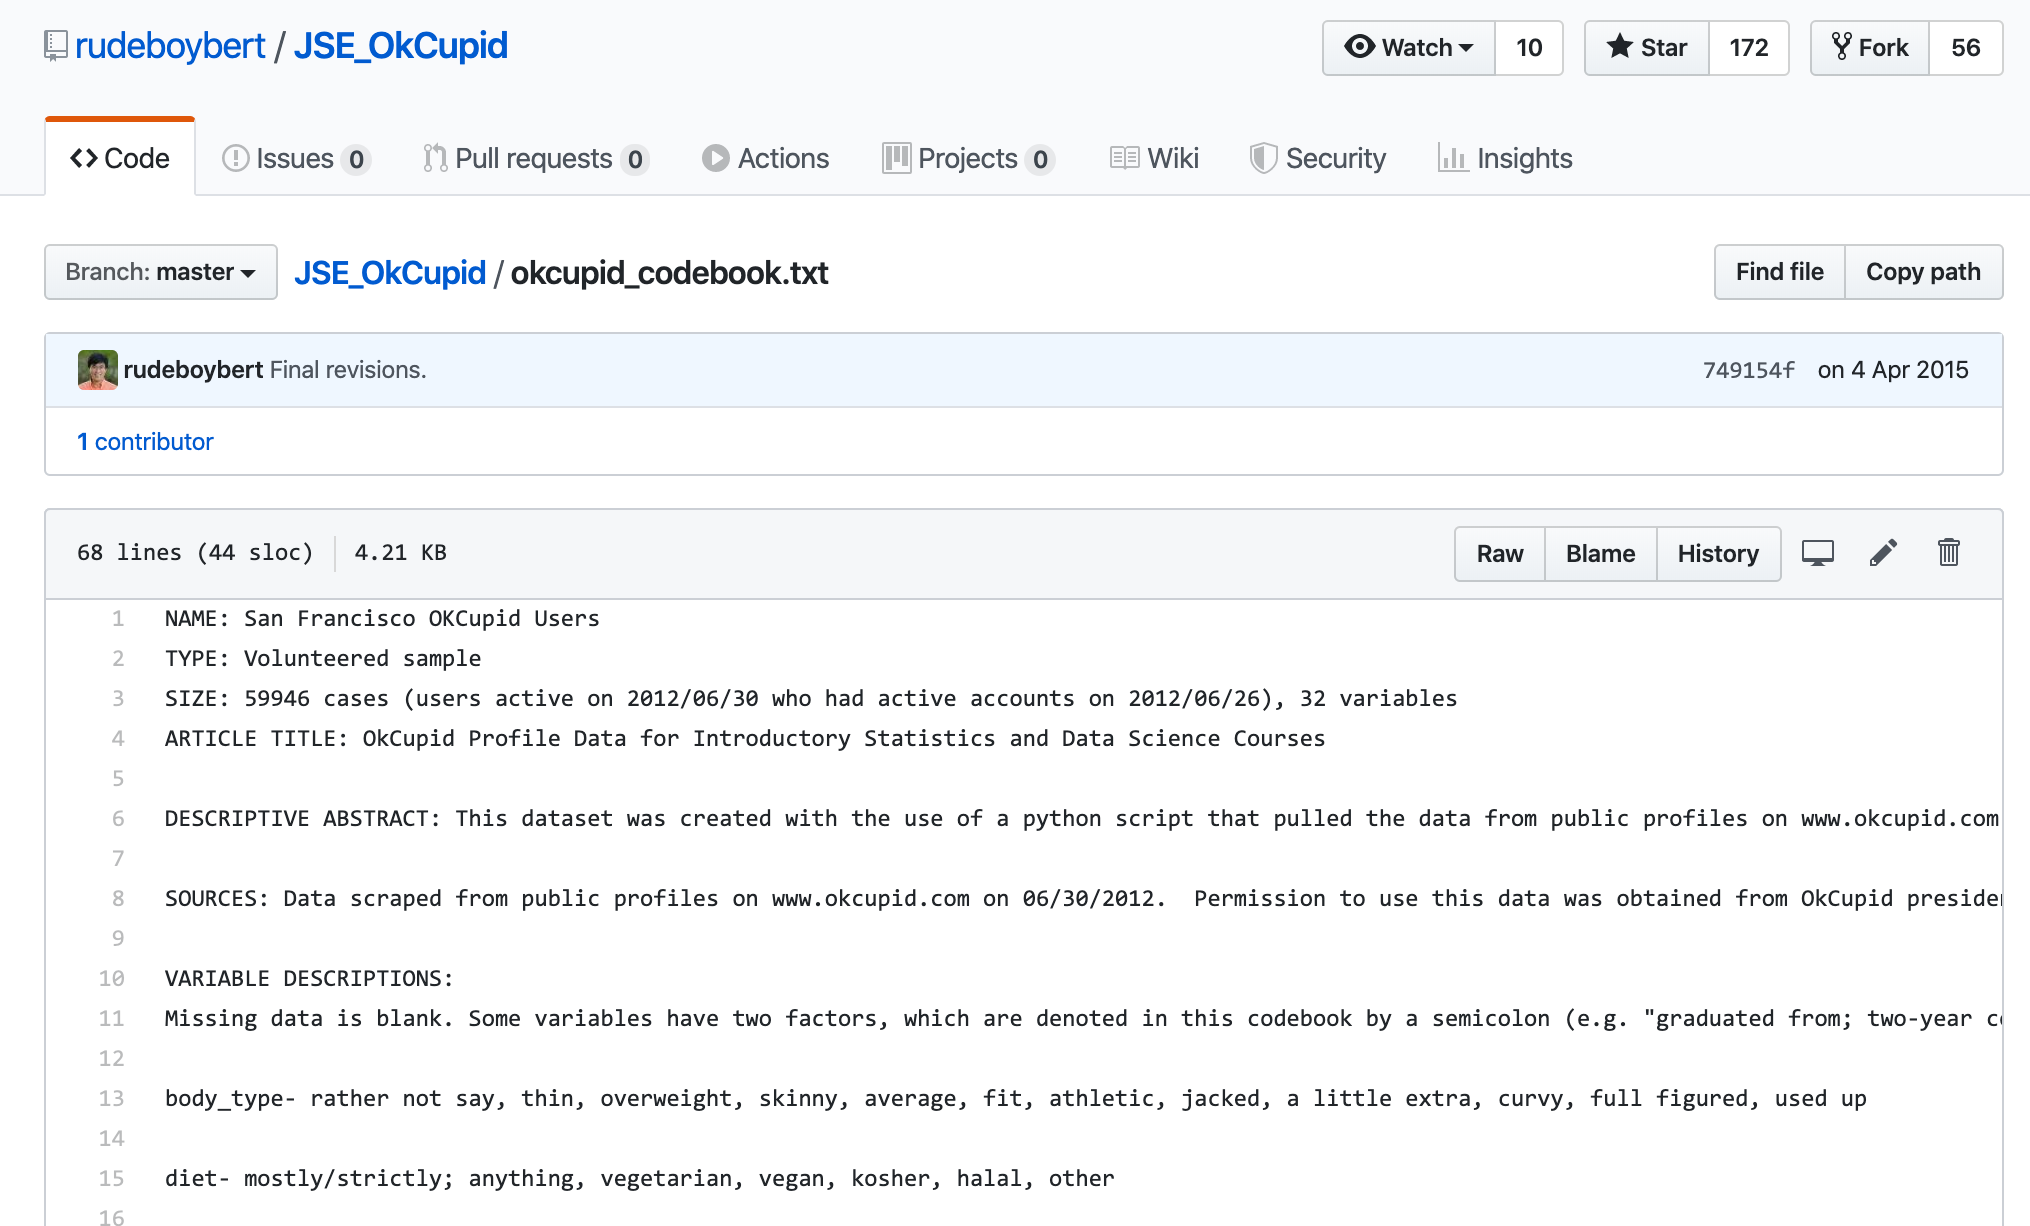 rudeboybert / JSE_OkCupid
Watch 10 Star 172 Fork 56
Code Issues 0 Pull requests 0 Actions Projects 0 Wiki Security Insights
Branch: master JSE_OkCupid / okcupid_codebook.txt Find file Copy path
rudeboybert Final revisions. 749154f on 4 Apr 2015
1 contributor
68 lines (44 sloc) 4.21 KB Raw Blame History
1 NAME: San Francisco OKCupid Users
2 TYPE: Volunteered sample
3 SIZE: 59946 cases (users active on 2012/06/30 who had active accounts on 2012/06/26), 32 variables
4 ARTICLE TITLE: OkCupid Profile Data for Introductory Statistics and Data Science Courses
5
6 DESCRIPTIVE ABSTRACT: This dataset was created with the use of a python script that pulled the data from public profiles on www.okcupid.com
7
8 SOURCES: Data scraped from public profiles on www.okcupid.com on 06/30/2012.  Permission to use this data was obtained from OkCupid
9
10 VARIABLE DESCRIPTIONS:
11 Missing data is blank. Some variables have two factors, which are denoted in this codebook by a semicolon (e.g. "graduated from; two-year
12
13 body_type- rather not say, thin, overweight, skinny, average, fit, athletic, jacked, a little extra, curvy, full figured, used up
14
15 diet- mostly/strictly; anything, vegetarian, vegan, kosher, halal, other
16